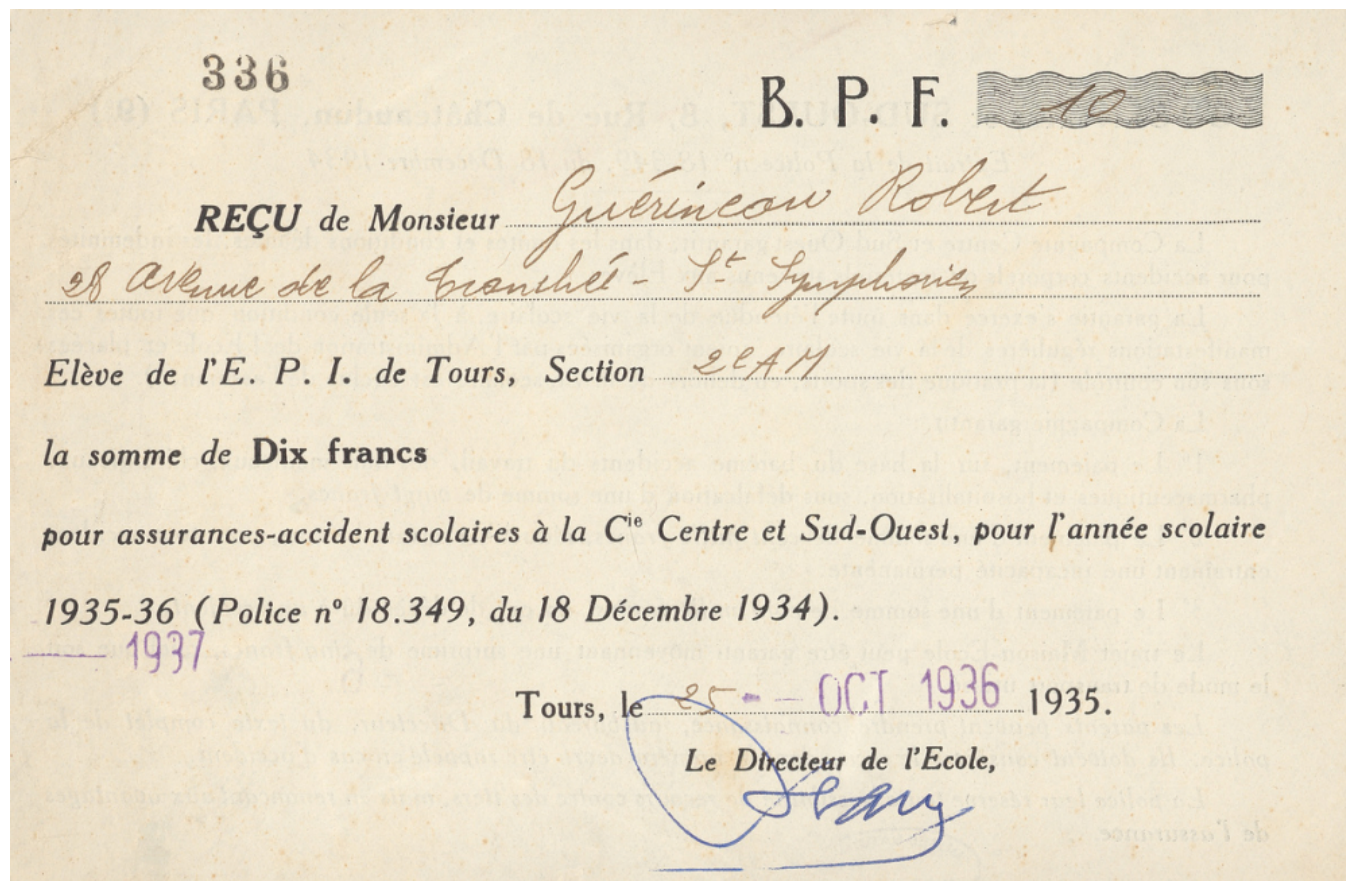 336
B. P. F. 10
REÇU de Monsieur Guérineau Robert
28 avenue de la Tranchée - St Symphorien
Elève de l'E. P. I. de Tours, Section 2eAM
la somme de Dix francs
pour assurances-accident scolaires à la Cie Centre et Sud-Ouest, pour l'année scolaire
1935-36 (Police nº 18.349, du 18 Décembre 1934).
1937
Tours, le 25 - - OCT 1936 1935.
Le Directeur de l'Ecole,